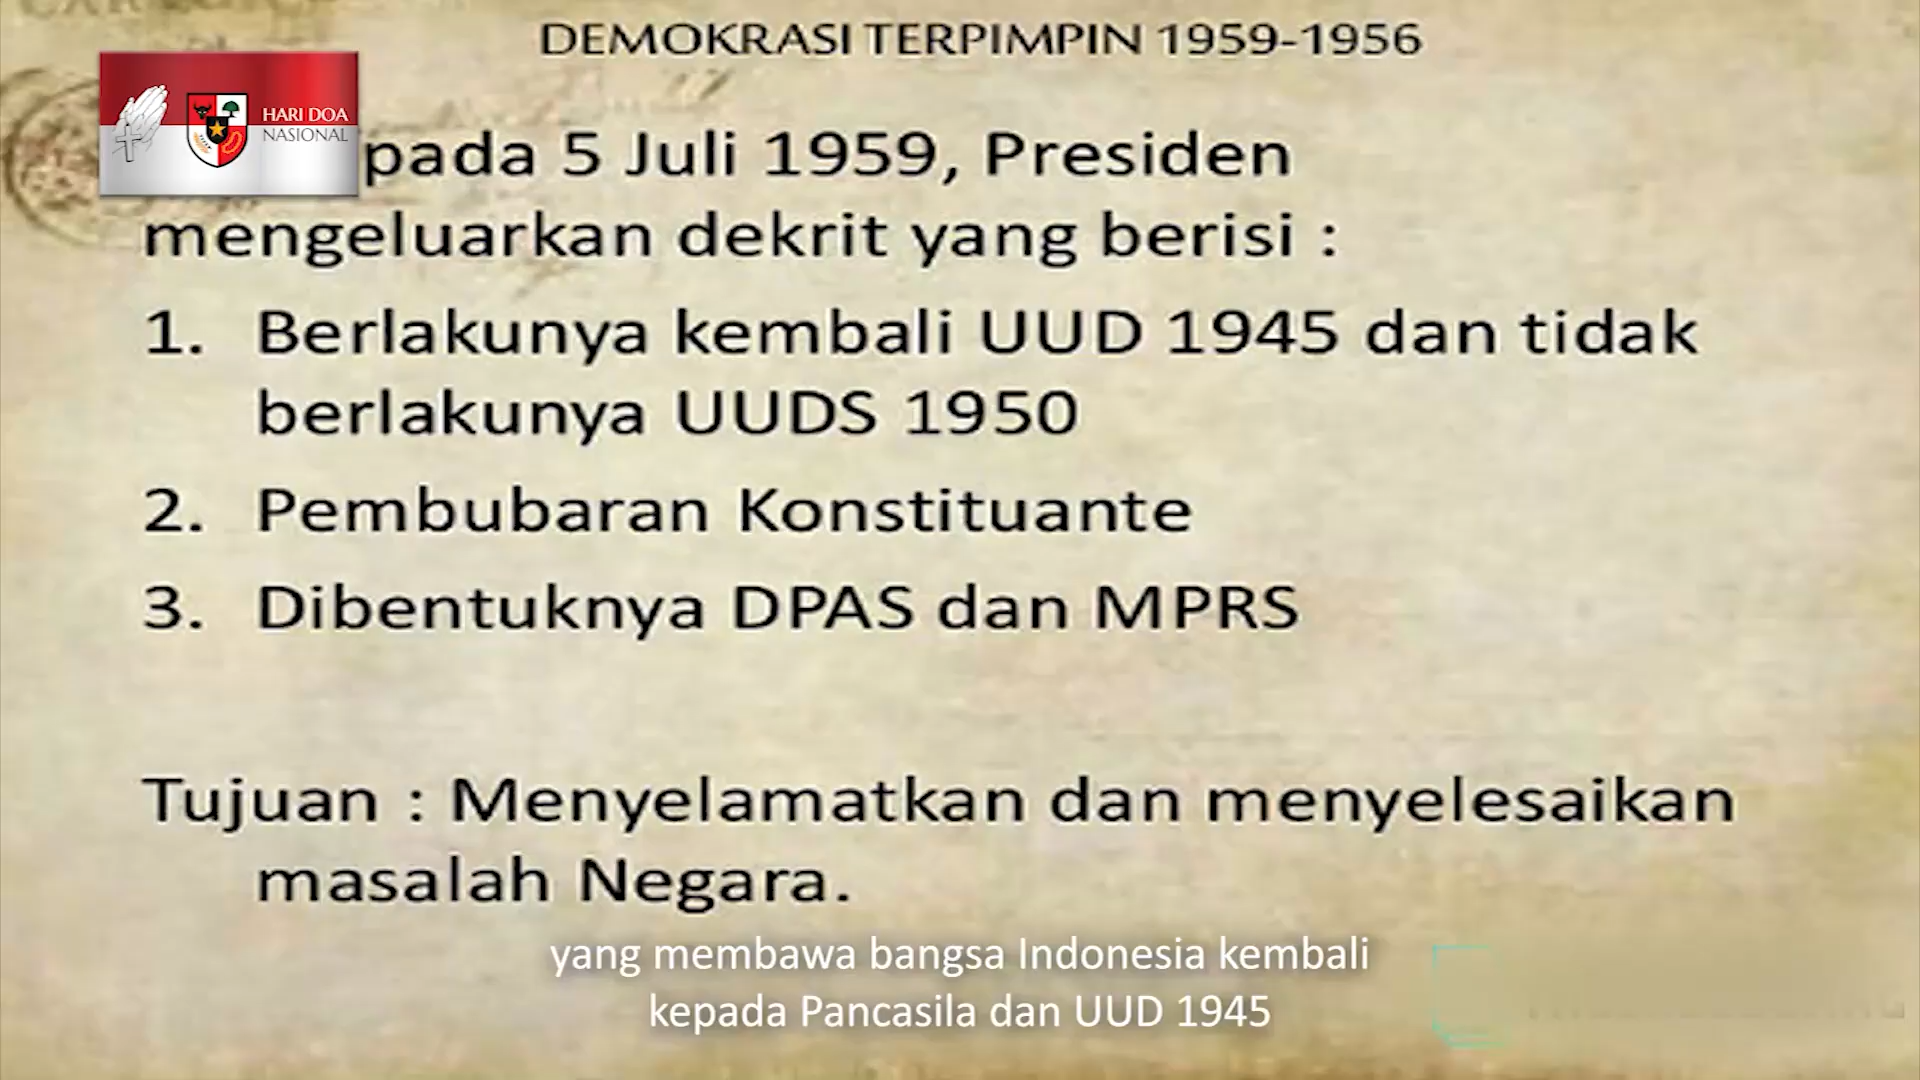 DEMOKRASI TERPIMPIN 1959-1956
HARI DOA
NASIONAL
pada 5 Juli 1959, Presiden
mengeluarkan dekrit yang berisi :
1. Berlakunya kembali UUD 1945 dan tidak
berlakunya UUDS 1950
2. Pembubaran Konstituante
3. Dibentuknya DPAS dan MPRS
Tujuan : Menyelamatkan dan menyelesaikan
masalah Negara.
yang membawa bangsa Indonesia kembali
kepada Pancasila dan UUD 1945